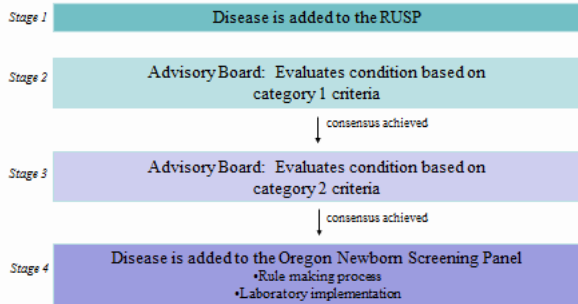 Stage 1
Disease is added to the RUSP
Stage 2
Advisory Board: Evaluates condition based on
category 1 criteria
consensus achieved
Stage 3
Advisory Board: Evaluates condition based on
category 2 criteria
consensus achieved
Stage 4
Disease is added to the Oregon Newborn Screening Panel
•Rule making process
•Laboratory implementation